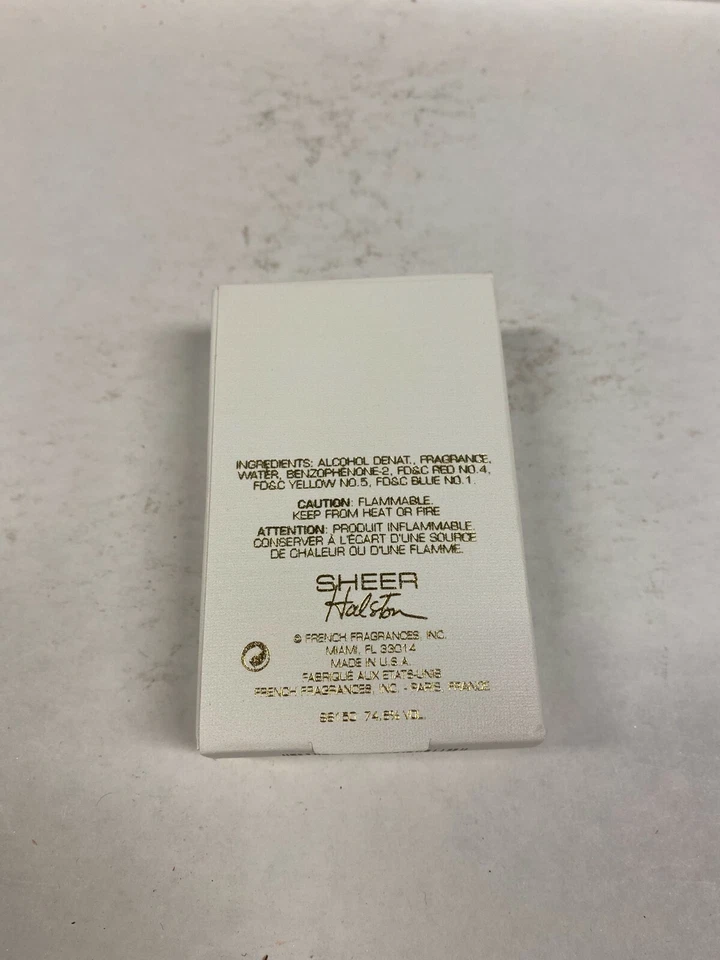 INGREDIENTS: ALCOHOL DENAT., FRAGRANCE,
WATER, BENZOPHENONE-2, FD&C RED NO.4,
FD&C YELLOW NO.5, FD&C BLUE NO.1.
CAUTION: FLAMMABLE.
KEEP FROM HEAT OR FIRE
ATTENTION: PRODUIT INFLAMMABLE.
CONSERVER À L'ÉCART D'UNE SOURCE
DE CHALEUR OU D'UNE FLAMME.
SHEER
Halston
© FRENCH FRAGRANCES, INC.
MIAMI, FL 33014
MADE IN U.S.A.
FABRIQUÉ AUX ETATS-UNIS
FRENCH FRAGRANCES, INC. - PARIS, FRANCE
VOL.